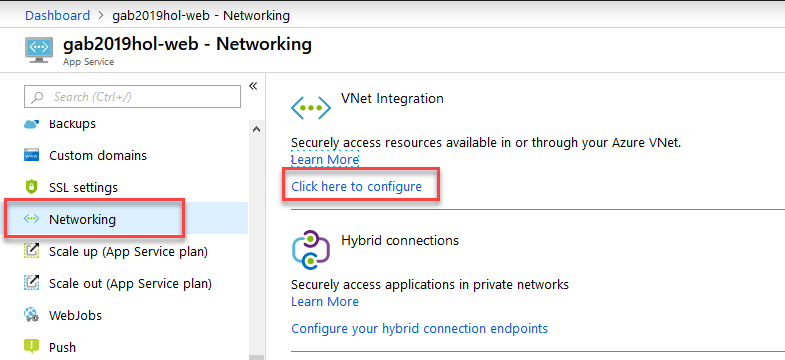 Dashboard > gab2019hol-web - Networking
gab2019hol-web - Networking
App Service
Search (Ctrl+/)
«
Backups
Custom domains
SSL settings
Networking
Scale up (App Service plan)
Scale out (App Service plan)
WebJobs
Push
VNet Integration
Securely access resources available in or through your Azure VNet.
Learn More
Click here to configure
Hybrid connections
Securely access applications in private networks
Learn More
Configure your hybrid connection endpoints